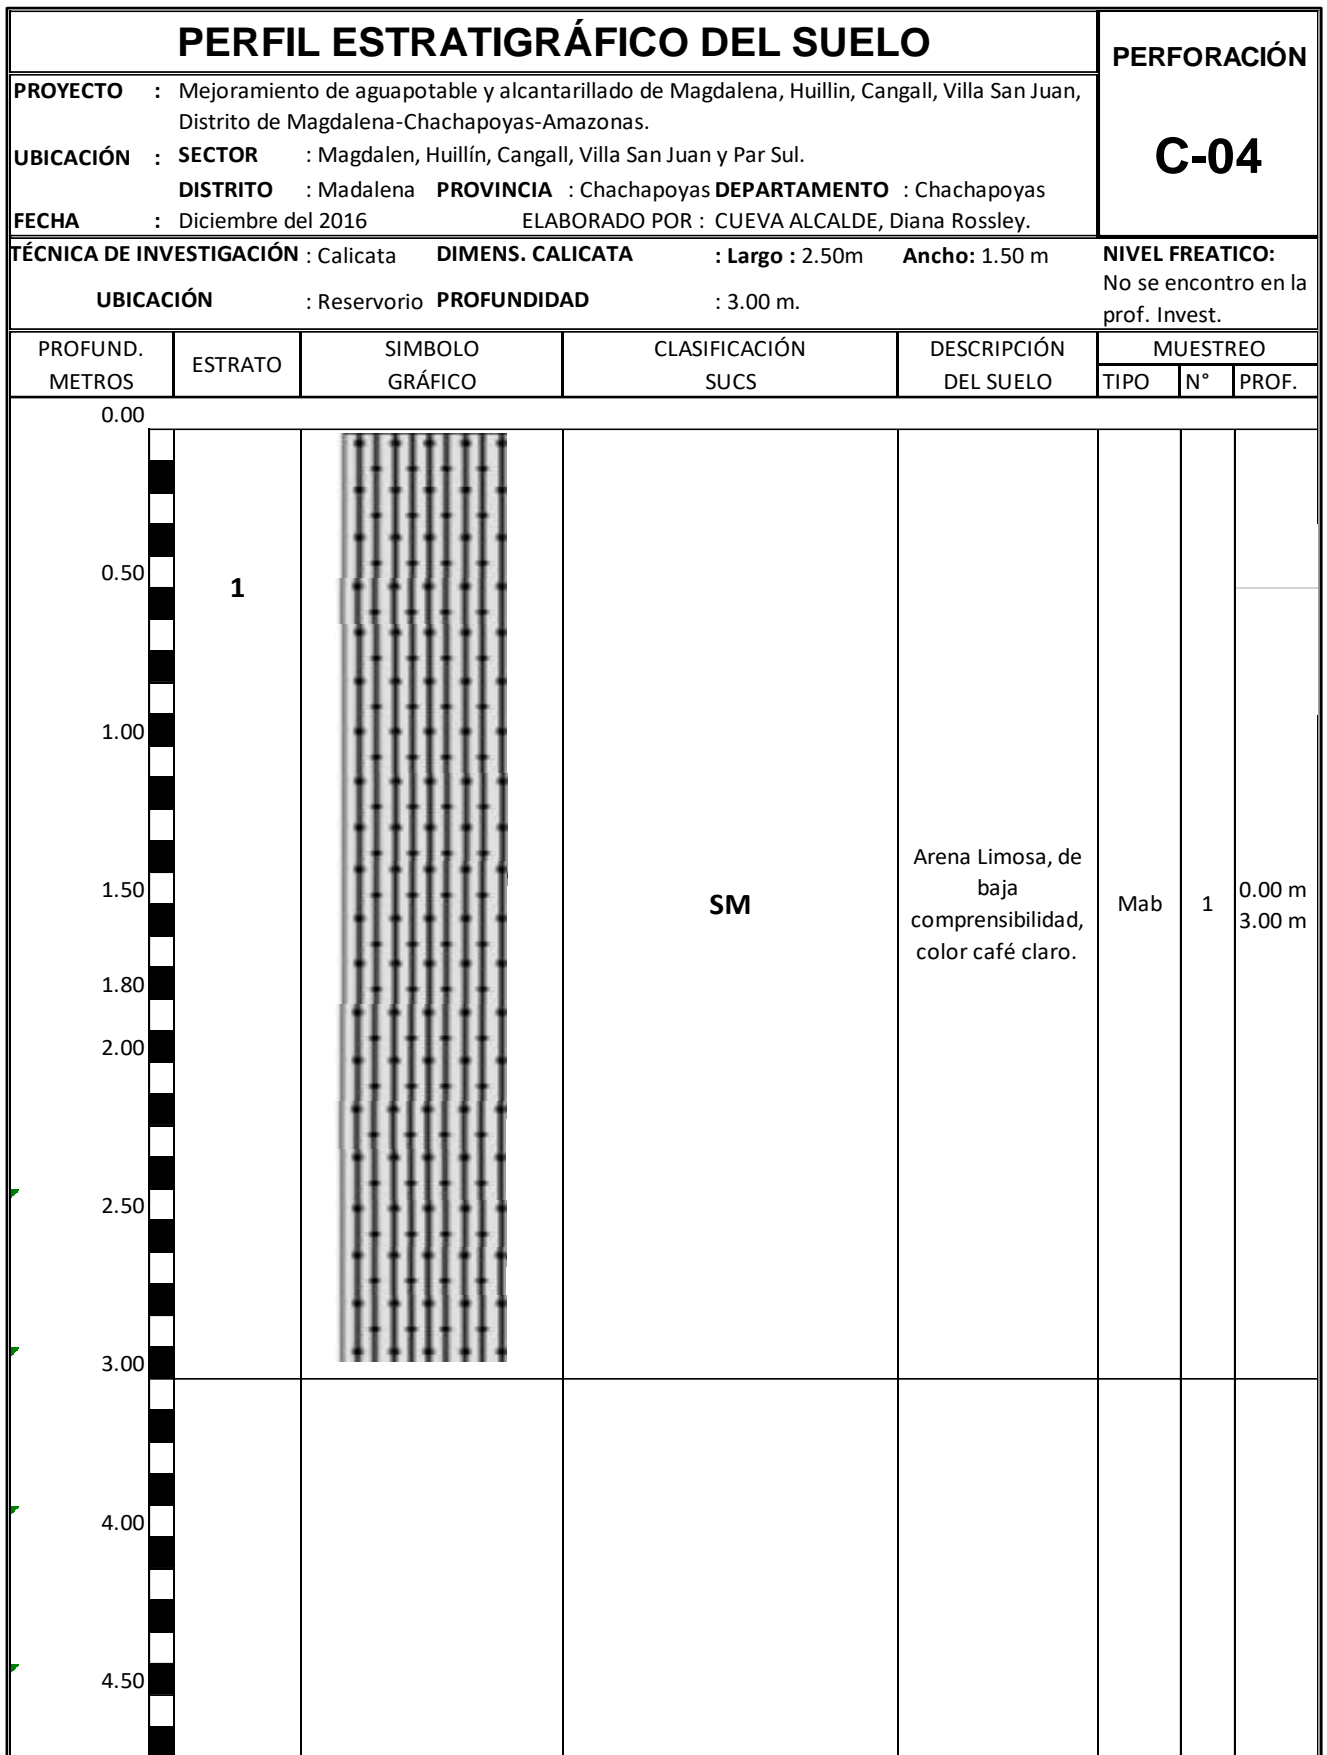 PERFIL ESTRATIGRÁFICO DEL SUELO
PERFORACIÓN
C-04
PROYECTO : Mejoramiento de aguapotable y alcantarillado de Magdalena, Huillin, Cangall, Villa San Juan,
Distrito de Magdalena-Chachapoyas-Amazonas.
UBICACIÓN : SECTOR : Magdalen, Huillín, Cangall, Villa San Juan y Par Sul.
DISTRITO : Madalena PROVINCIA : Chachapoyas DEPARTAMENTO : Chachapoyas
FECHA : Diciembre del 2016 ELABORADO POR : CUEVA ALCALDE, Diana Rossley.
TÉCNICA DE INVESTIGACIÓN : Calicata DIMENS. CALICATA : Largo : 2.50m Ancho: 1.50 m
UBICACIÓN : Reservorio PROFUNDIDAD : 3.00 m.
NIVEL FREATICO:
No se encontro en la
prof. Invest.
PROFUND.
METROS
ESTRATO
SIMBOLO
GRÁFICO
CLASIFICACIÓN
SUCS
DESCRIPCIÓN
DEL SUELO
MUESTREO
TIPO N° PROF.
0.00
0.50
1.00
1.50
1.80
2.00
2.50
3.00
4.00
4.50
1
SM
Arena Limosa, de
baja
comprensibilidad,
color café claro.
Mab
1
0.00 m
3.00 m